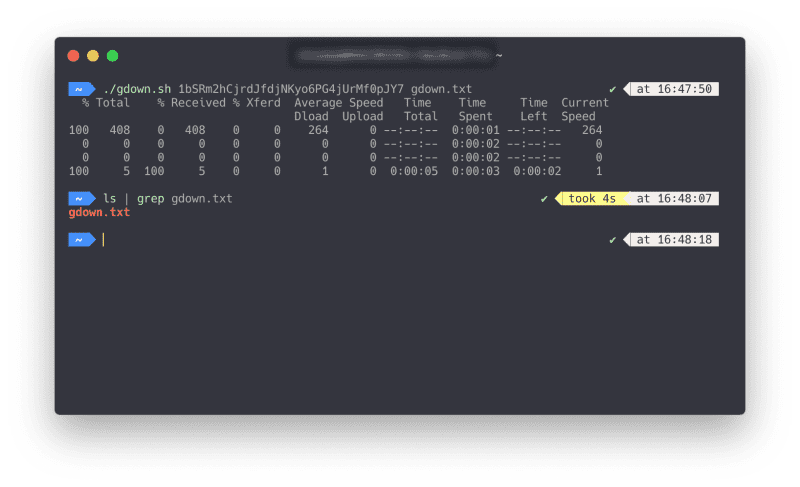 ~
~ ./gdown.sh 1bSRm2hCjrdJfdjNKyo6PG4jUrMf0pJY7 gdown.txt ✔ at 16:47:50
% Total % Received % Xferd Average Speed Time Time Time Current
Dload Upload Total Spent Left Speed
100 408 0 408 0 0 264 0 --:--:-- 0:00:01 --:--:-- 264
0 0 0 0 0 0 0 0 --:--:-- 0:00:02 --:--:-- 0
0 0 0 0 0 0 0 0 --:--:-- 0:00:02 --:--:-- 0
100 5 100 5 0 0 1 0 0:00:05 0:00:03 0:00:02 1
~ ls | grep gdown.txt ✔ took 4s at 16:48:07
gdown.txt
~ ✔ at 16:48:18